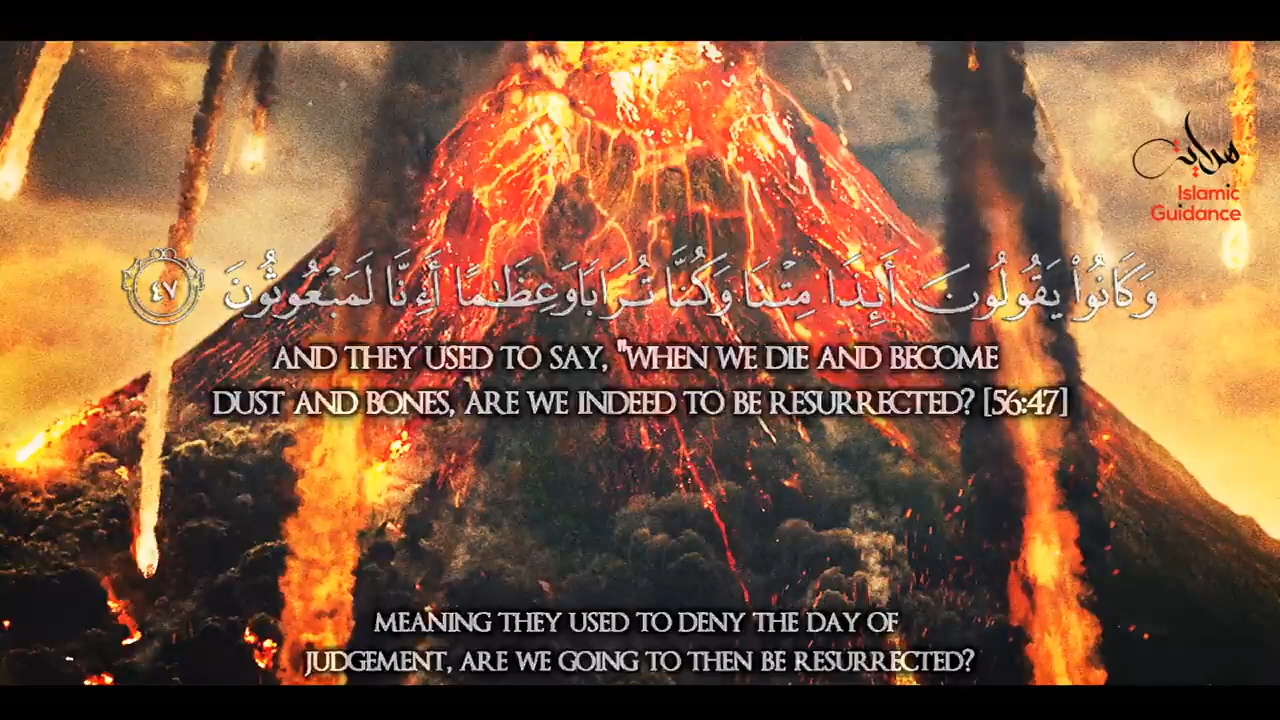 هداية
Islamic
Guidance
وَكَانُوا۟ يَقُولُونَ أَئِذَا مِتْنَا وَكُنَّا تُرَابًا وَعِظَٰمًا أَءِنَّا لَمَبْعُوثُونَ ٤٧
AND THEY USED TO SAY, "WHEN WE DIE AND BECOME
DUST AND BONES, ARE WE INDEED TO BE RESURRECTED? [56:47]
MEANING THEY USED TO DENY THE DAY OF
JUDGEMENT, ARE WE GOING TO THEN BE RESURRECTED?